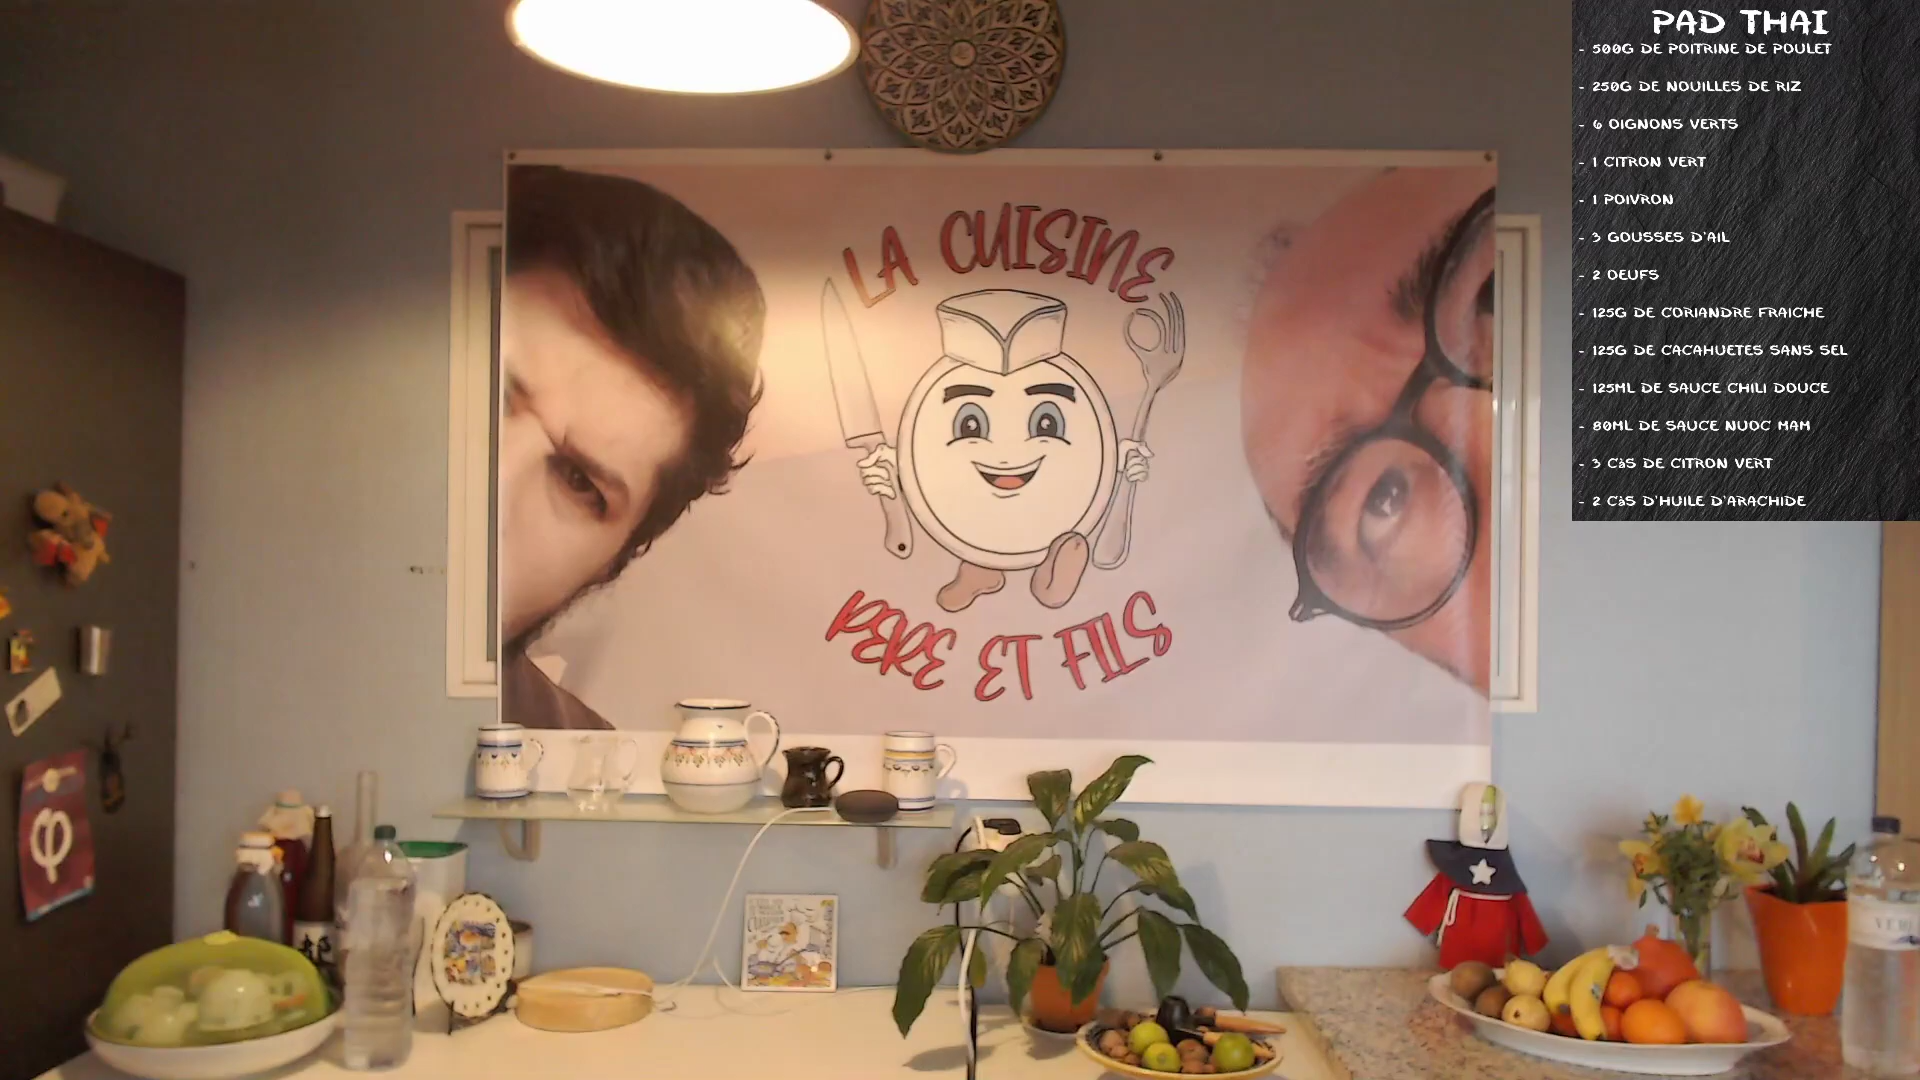 PAD THAI
- 500G DE POITRINE DE POULET
- 250G DE NOUILLES DE RIZ
- 6 OIGNONS VERTS
- 1 CITRON VERT
- 1 POIVRON
- 3 GOUSSES D'AIL
- 2 OEUFS
- 125G DE CORIANDRE FRAICHE
- 125G DE CACAHUETES SANS SEL
- 125ML DE SAUCE CHILI DOUCE
- 80ML DE SAUCE NUOC MAM
- 3 CàS DE CITRON VERT
- 2 CàS D'HUILE D'ARACHIDE
LA CUISINE
PERE ET FILS
φ